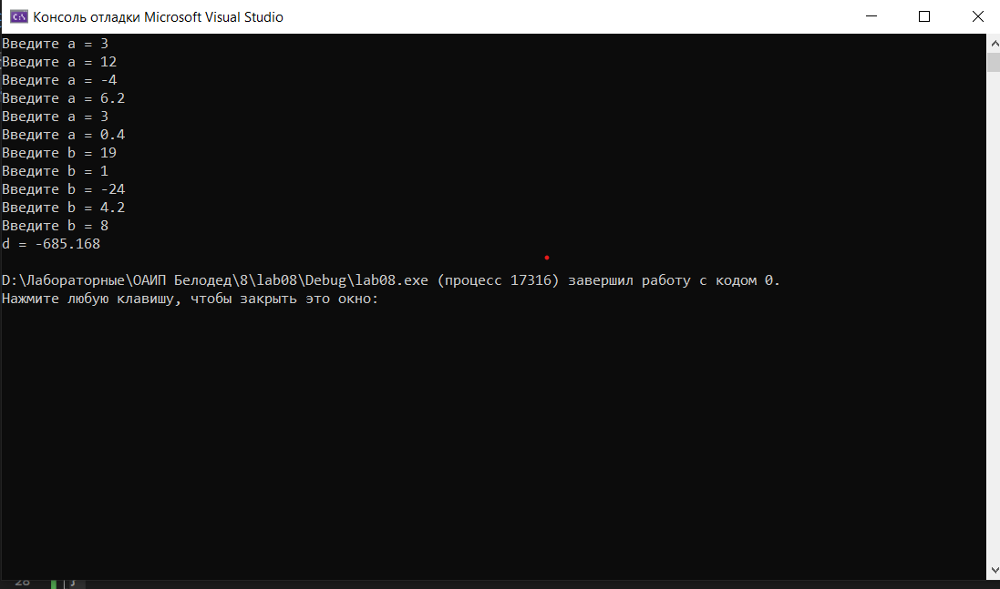 Консоль отладки Microsoft Visual Studio
Введите a = 3
Введите a = 12
Введите a = -4
Введите a = 6.2
Введите a = 3
Введите a = 0.4
Введите b = 19
Введите b = 1
Введите b = -24
Введите b = 4.2
Введите b = 8
d = -685.168
D:\Лабораторные\ОАИП Белодед\8\lab08\Debug\lab08.exe (процесс 17316) завершил работу с кодом 0.
Нажмите любую клавишу, чтобы закрыть это окно:
28